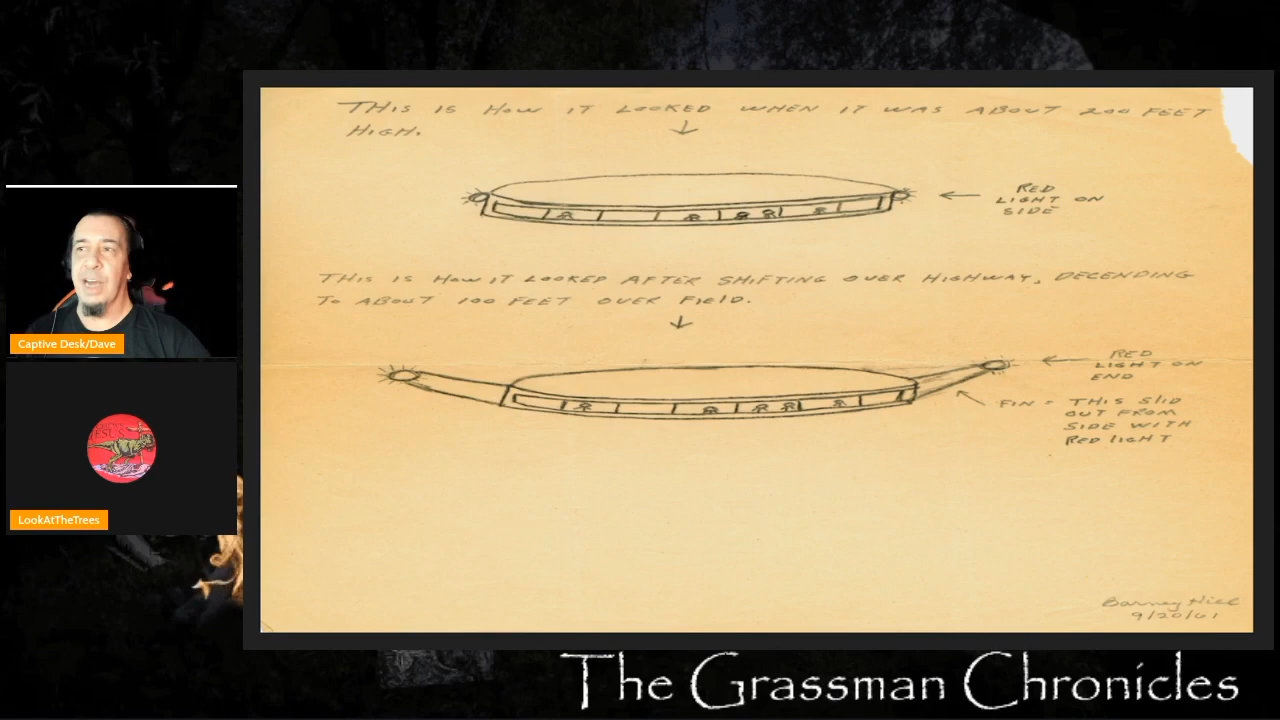 THIS IS HOW IT LOOKED WHEN IT WAS ABOUT 200 FEET
HIGH.
RED
LIGHT ON
SIDE
THIS IS HOW IT LOOKED AFTER SHIFTING OVER HIGHWAY, DECENDING
TO ABOUT 100 FEET OVER FIELD.
RED
LIGHT ON
END
FIN = THIS SLID
OUT FROM
SIDE WITH
RED LIGHT
Barney Hill
9/20/61
Captive Desk/Dave
LookAtTheTrees
The Grassman Chronicles